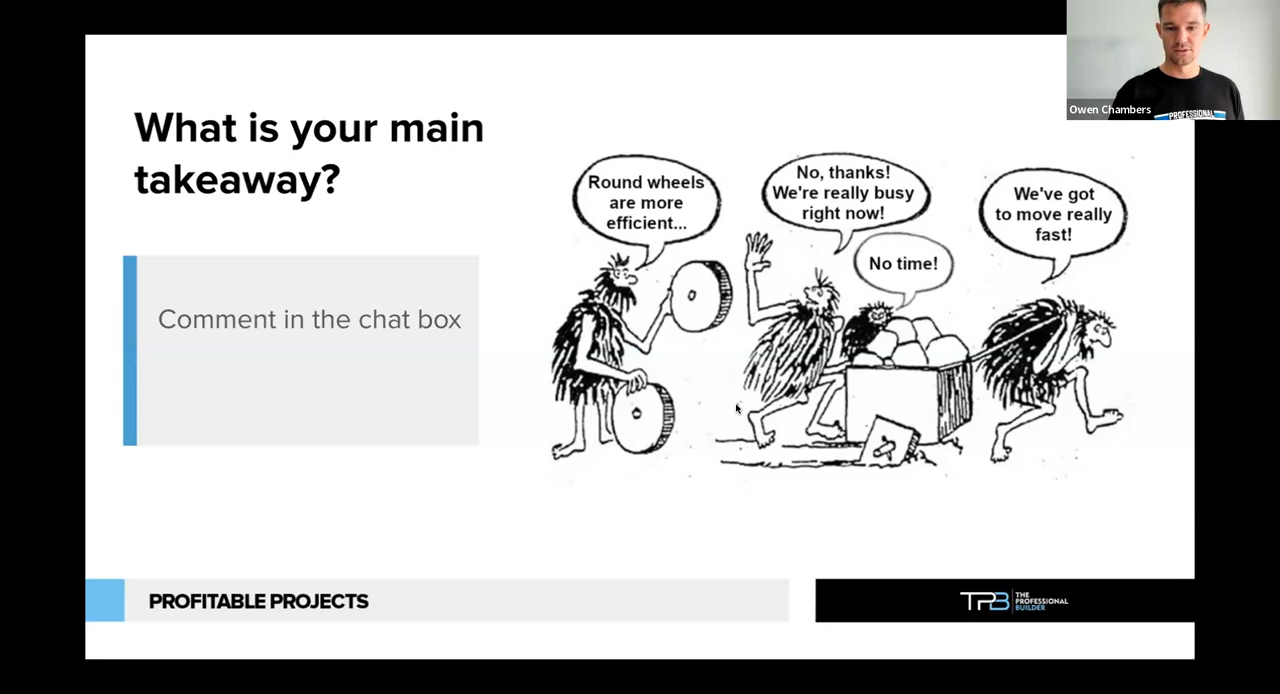 Owen Chambers
PROFESSIONAL
What is your main
takeaway?
Comment in the chat box
Round wheels
are more
efficient...
No, thanks!
We're really busy
right now!
No time!
We've got
to move really
fast!
PROFITABLE PROJECTS
TPB
THE
PROFESSIONAL
BUILDER